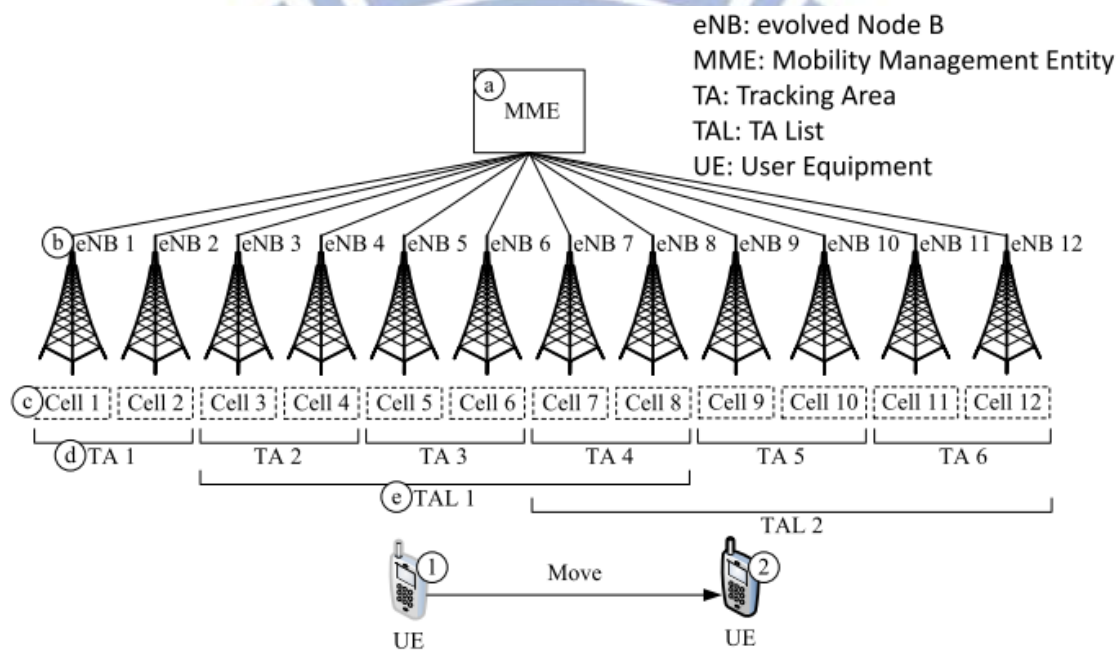 eNB: evolved Node B
MME: Mobility Management Entity
TA: Tracking Area
TAL: TA List
UE: User Equipment
a
MME
b eNB 1 eNB 2 eNB 3 eNB 4 eNB 5 eNB 6 eNB 7 eNB 8 eNB 9 eNB 10 eNB 11 eNB 12
c Cell 1 Cell 2 Cell 3 Cell 4 Cell 5 Cell 6 Cell 7 Cell 8 Cell 9 Cell 10 Cell 11 Cell 12
d TA 1 TA 2 TA 3 TA 4 TA 5 TA 6
e TAL 1
TAL 2
1 Move 2
UE UE